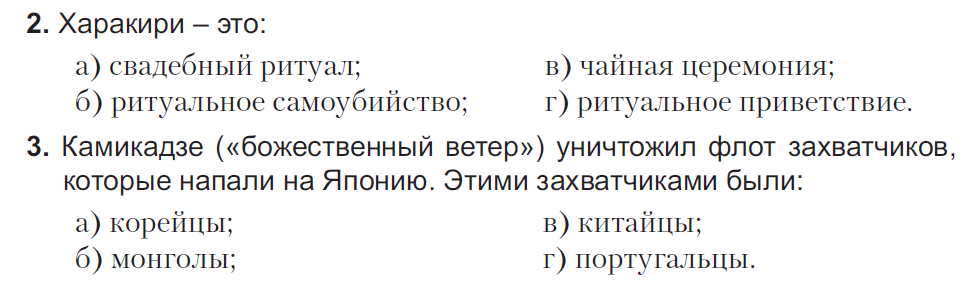 2. Харакири – это:
а) свадебный ритуал; в) чайная церемония;
б) ритуальное самоубийство; г) ритуальное приветствие.
3. Камикадзе («божественный ветер») уничтожил флот захватчиков,
которые напали на Японию. Этими захватчиками были:
а) корейцы; в) китайцы;
б) монголы; г) португальцы.